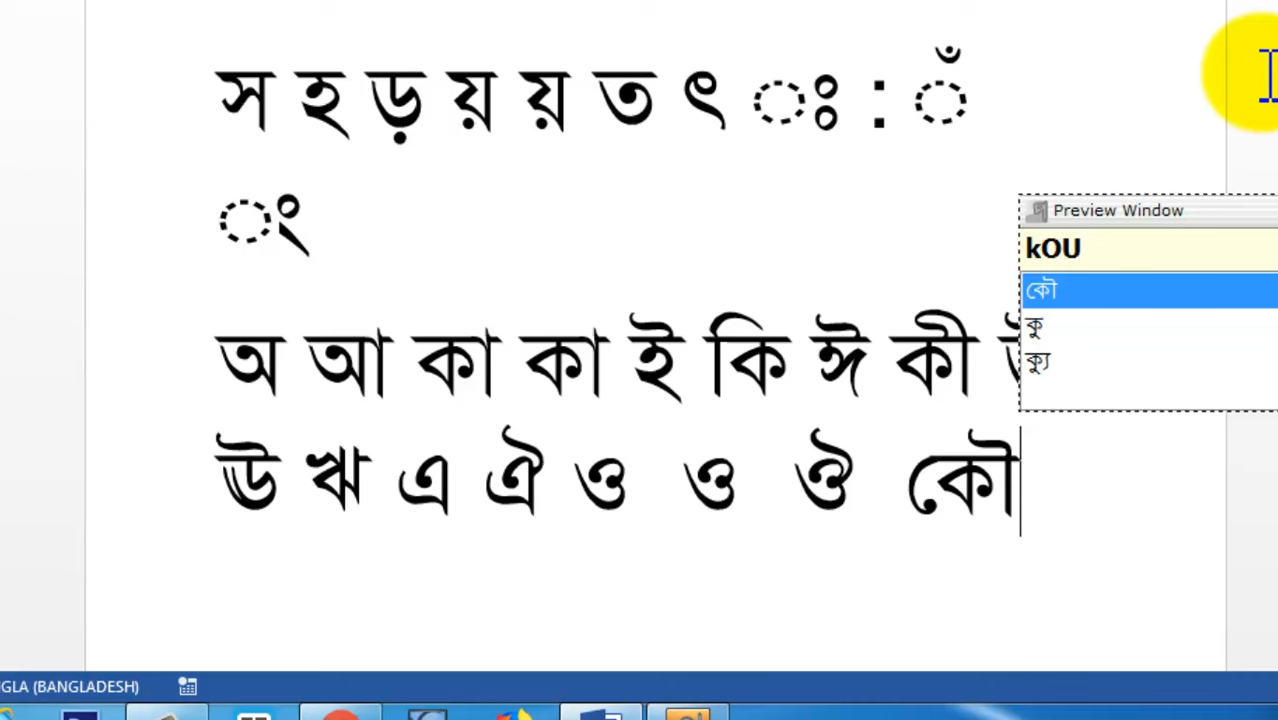 স হ ড় য় য় ত ৎ ঃ : ঁ
ং
Preview Window
kOU
কৌ
কু
ক্যু
অ আ কা কা ই কি ঈ কী
ঊ ঋ এ ঐ ও ও ঔ কৌ
GLA (BANGLADESH)